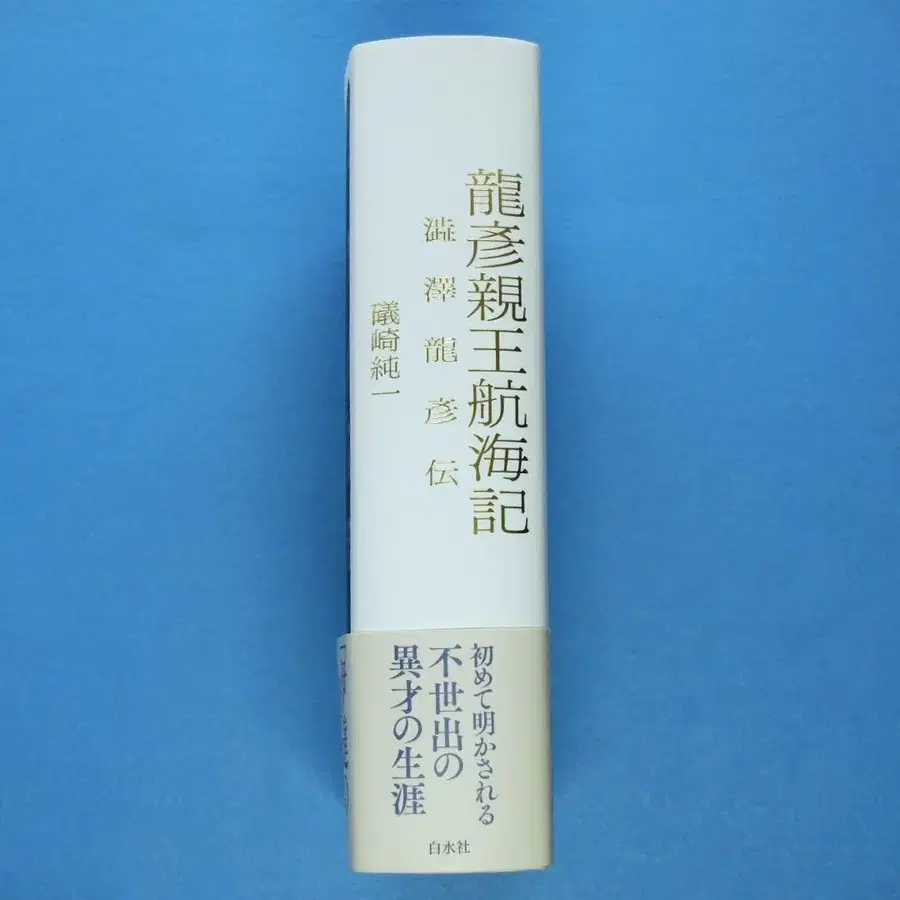 龍彥親王航海記
澁澤龍彥伝
礒崎純一
初めて明かされる
不世出の
異才の生涯
白水社